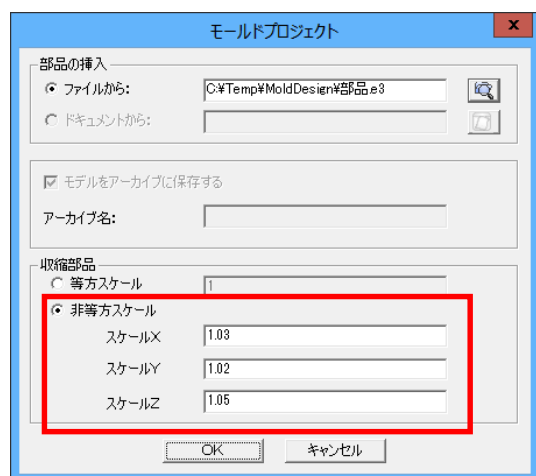 モールドプロジェクト
x
部品の挿入
ファイルから: C:¥Temp¥MoldDesign¥部品.e3
ドキュメントから:
モデルをアーカイブに保存する
アーカイブ名:
収縮部品
等方スケール 1
非等方スケール
スケールX 1.03
スケールY 1.02
スケールZ 1.05
OK キャンセル